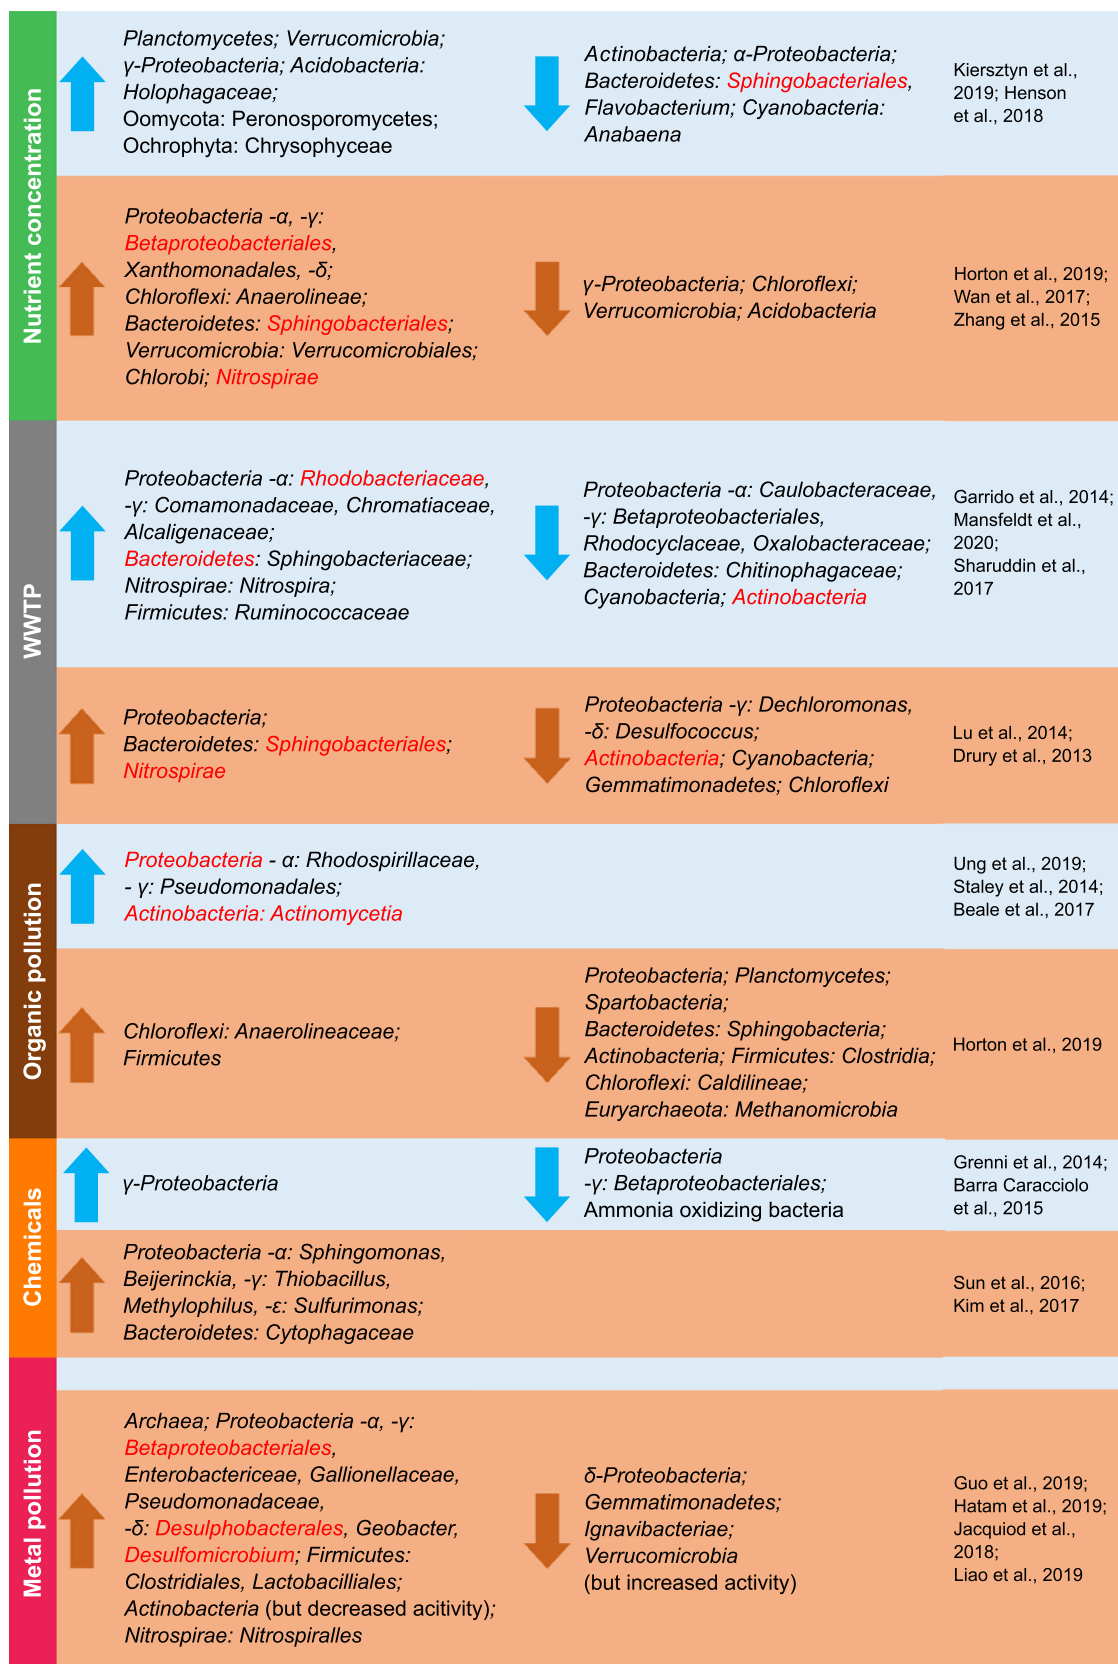 Nutrient concentration
Planctomycetes; Verrucomicrobia;
γ-Proteobacteria; Acidobacteria:
Holophagaceae;
Oomycota: Peronosporomycetes;
Ochrophyta: Chrysophyceae
Actinobacteria; α-Proteobacteria;
Bacteroidetes: Sphingobacteriales,
Flavobacterium; Cyanobacteria:
Anabaena
Kiersztyn et al.,
2019; Henson
et al., 2018
Proteobacteria -α, -γ:
Betaproteobacteriales,
Xanthomonadales, -δ;
Chloroflexi: Anaerolineae;
Bacteroidetes: Sphingobacteriales;
Verrucomicrobia: Verrucomicrobiales;
Chlorobi; Nitrospirae
γ-Proteobacteria; Chloroflexi;
Verrucomicrobia; Acidobacteria
Horton et al., 2019;
Wan et al., 2017;
Zhang et al., 2015
WWTP
Proteobacteria -α: Rhodobacteriaceae,
-γ: Comamonadaceae, Chromatiaceae,
Alcaligenaceae;
Bacteroidetes: Sphingobacteriaceae;
Nitrospirae: Nitrospira;
Firmicutes: Ruminococcaceae
Proteobacteria -α: Caulobacteraceae,
-γ: Betaproteobacteriales,
Rhodocyclaceae, Oxalobacteraceae;
Bacteroidetes: Chitinophagaceae;
Cyanobacteria; Actinobacteria
Garrido et al., 2014;
Mansfeldt et al.,
2020;
Sharuddin et al.,
2017
Proteobacteria;
Bacteroidetes: Sphingobacteriales;
Nitrospirae
Proteobacteria -γ: Dechloromonas,
-δ: Desulfococcus;
Actinobacteria; Cyanobacteria;
Gemmatimonadetes; Chloroflexi
Lu et al., 2014;
Drury et al., 2013
Organic pollution
Proteobacteria - α: Rhodospirillaceae,
- γ: Pseudomonadales;
Actinobacteria: Actinomycetia
Ung et al., 2019;
Staley et al., 2014;
Beale et al., 2017
Chloroflexi: Anaerolineaceae;
Firmicutes
Proteobacteria; Planctomycetes;
Spartobacteria;
Bacteroidetes: Sphingobacteria;
Actinobacteria; Firmicutes: Clostridia;
Chloroflexi: Caldilineae;
Euryarchaeota: Methanomicrobia
Horton et al., 2019
Chemicals
γ-Proteobacteria
Proteobacteria
-γ: Betaproteobacteriales;
Ammonia oxidizing bacteria
Grenni et al., 2014;
Barra Caracciolo
et al., 2015
Proteobacteria -α: Sphingomonas,
Beijerinckia, -γ: Thiobacillus,
Methylophilus, -ε: Sulfurimonas;
Bacteroidetes: Cytophagaceae
Sun et al., 2016;
Kim et al., 2017
Metal pollution
Archaea; Proteobacteria -α, -γ:
Betaproteobacteriales,
Enterobactericeae, Gallionellaceae,
Pseudomonadaceae,
-δ: Desulphobacterales, Geobacter,
Desulfomicrobium; Firmicutes:
Clostridiales, Lactobacilliales;
Actinobacteria (but decreased acitivity);
Nitrospirae: Nitrospiralles
δ-Proteobacteria;
Gemmatimonadetes;
Ignavibacteriae;
Verrucomicrobia
(but increased activity)
Guo et al., 2019;
Hatam et al., 2019;
Jacquiod et al.,
2018;
Liao et al., 2019